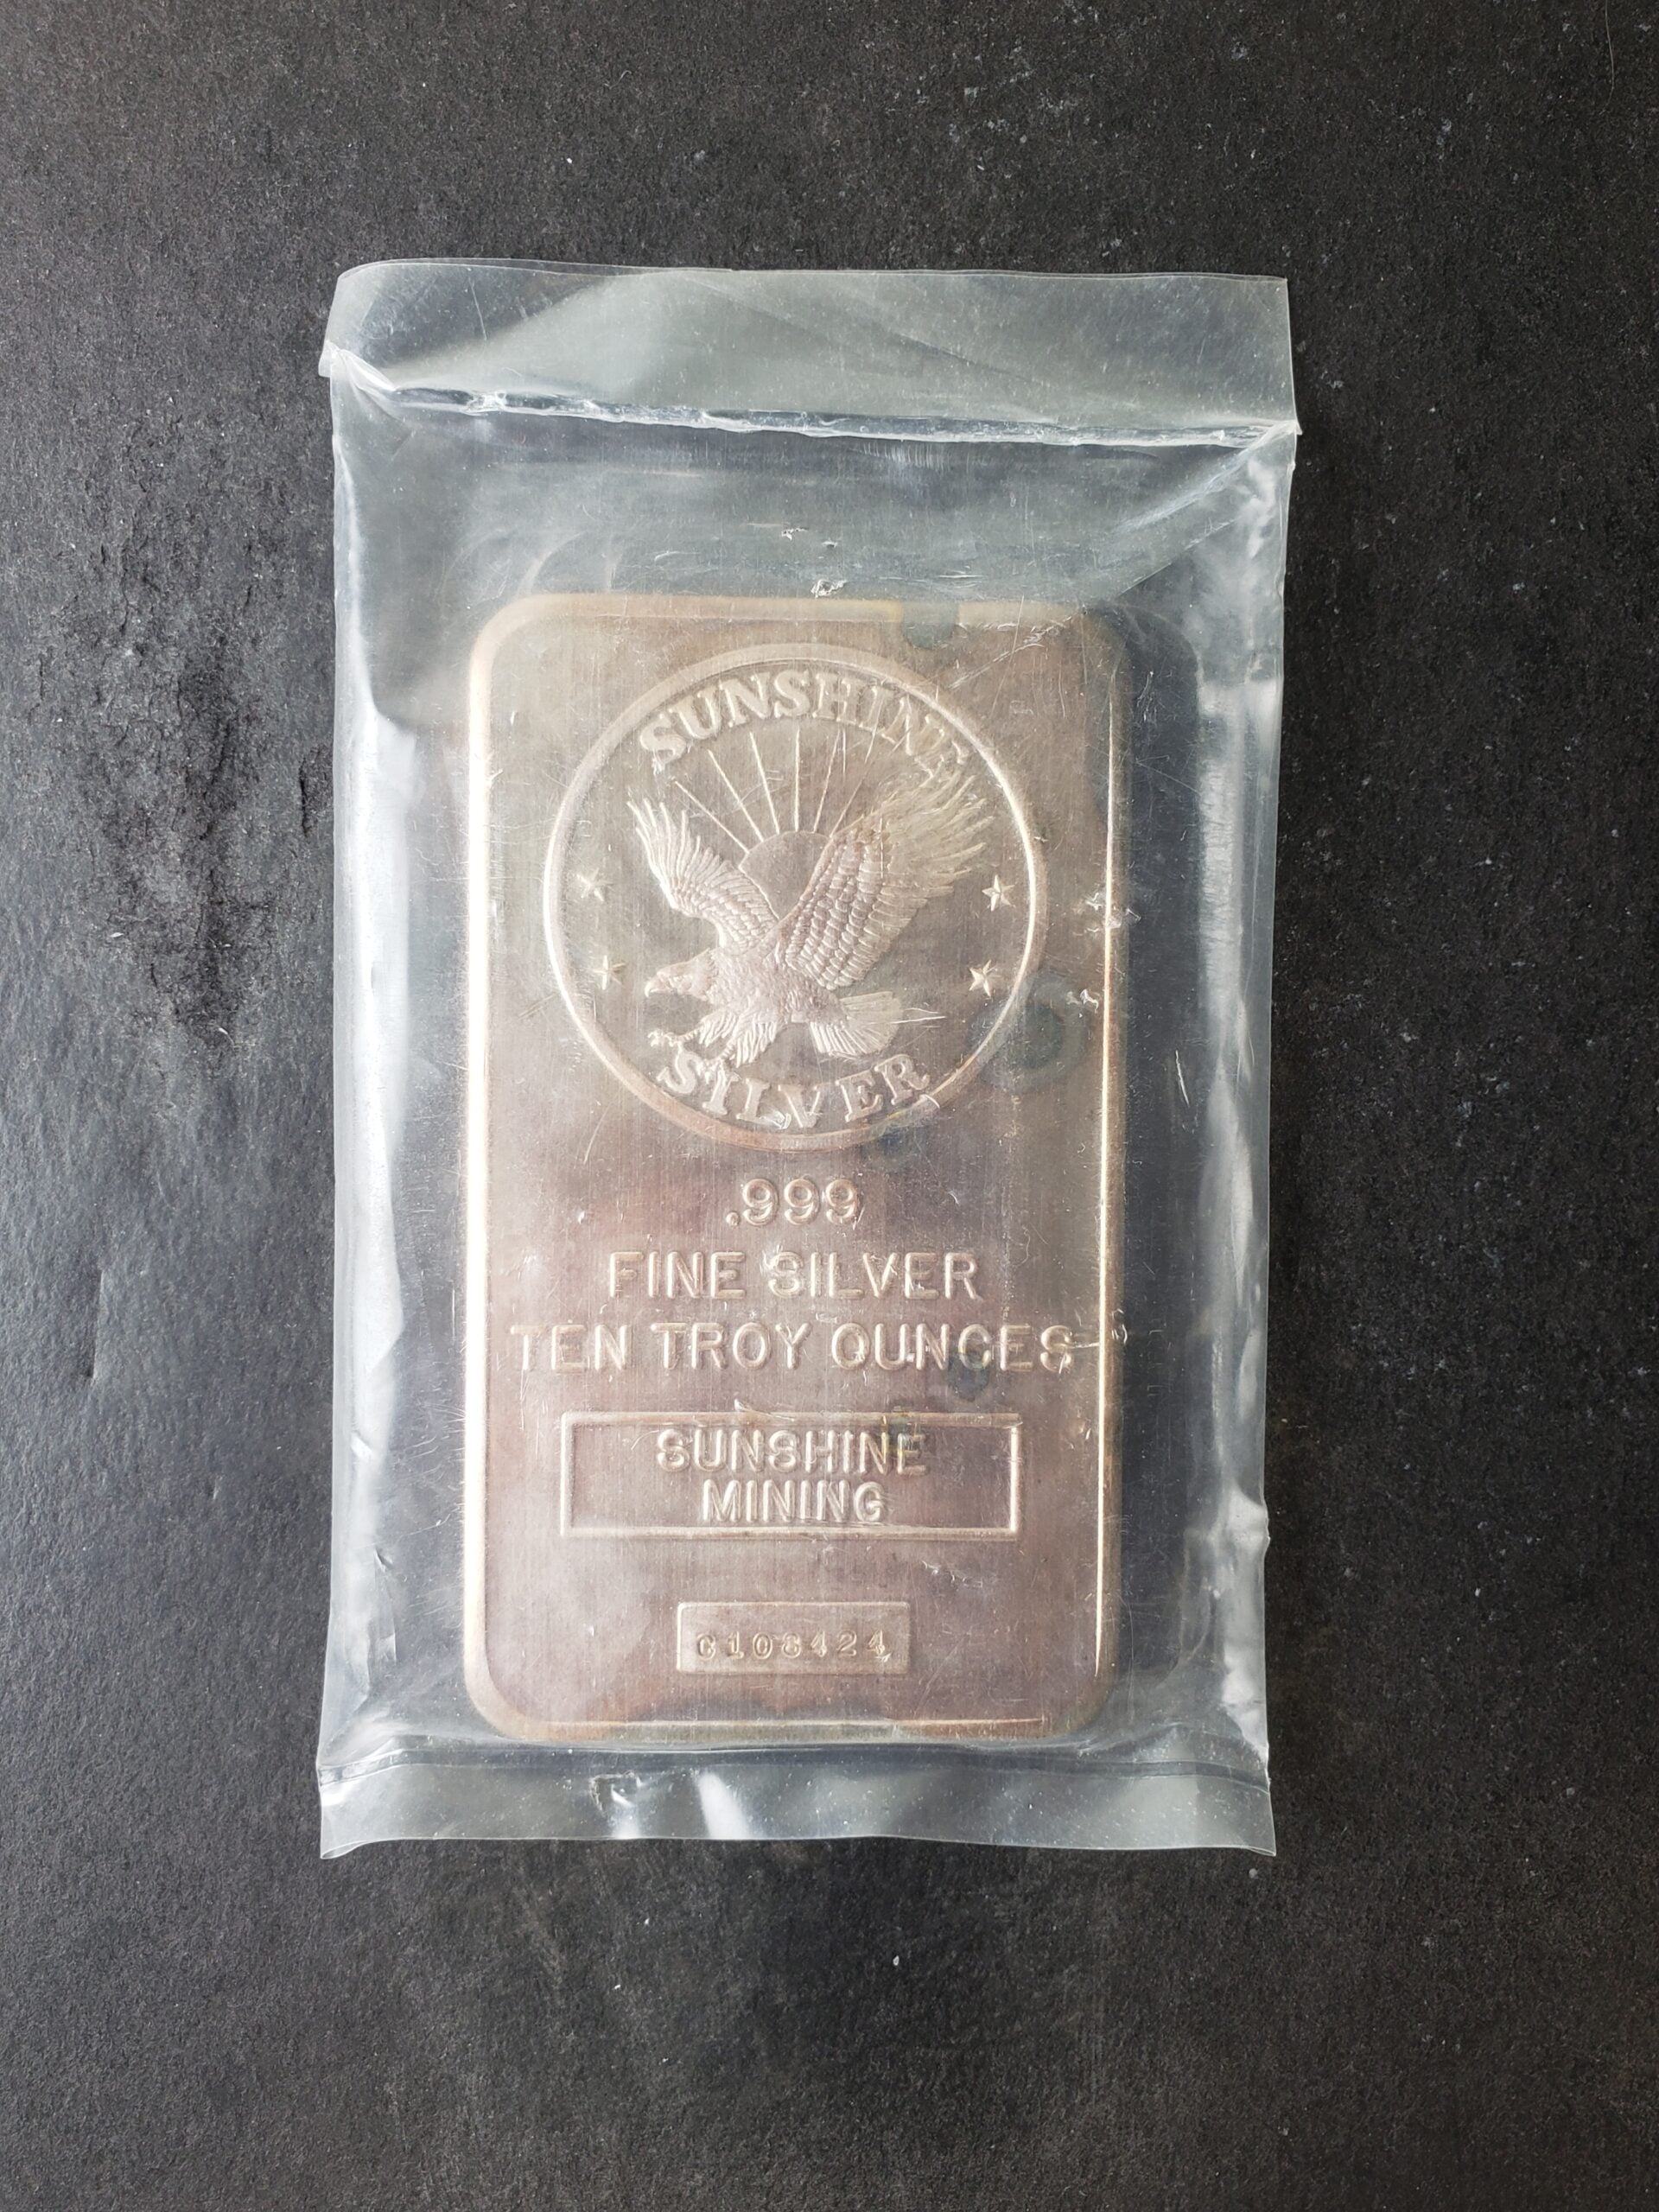 SUNSHINE
SILVER
.999
FINE SILVER
TEN TROY OUNCES
SUNSHINE
MINING
C108424